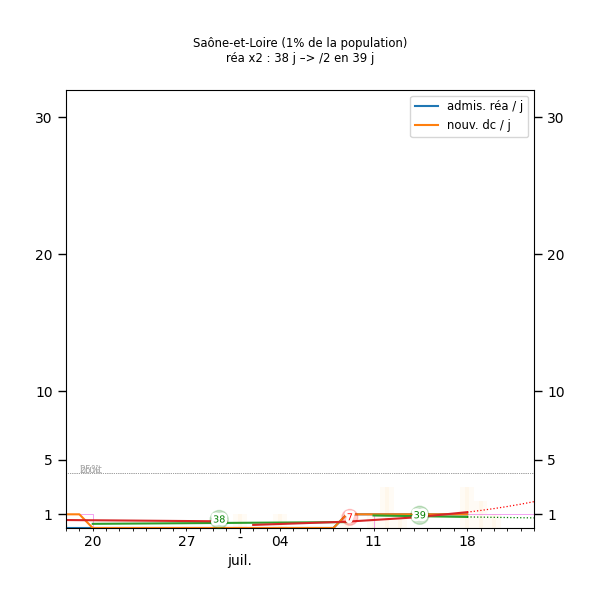 Saône-et-Loire (1% de la population)
réa x2 : 38 j –> /2 en 39 j
admis. réa / j
nouv. dc / j
30 30
20 20
10 10
5 5
1 1
38 7 39
20 27 - 04 11 18
juil.